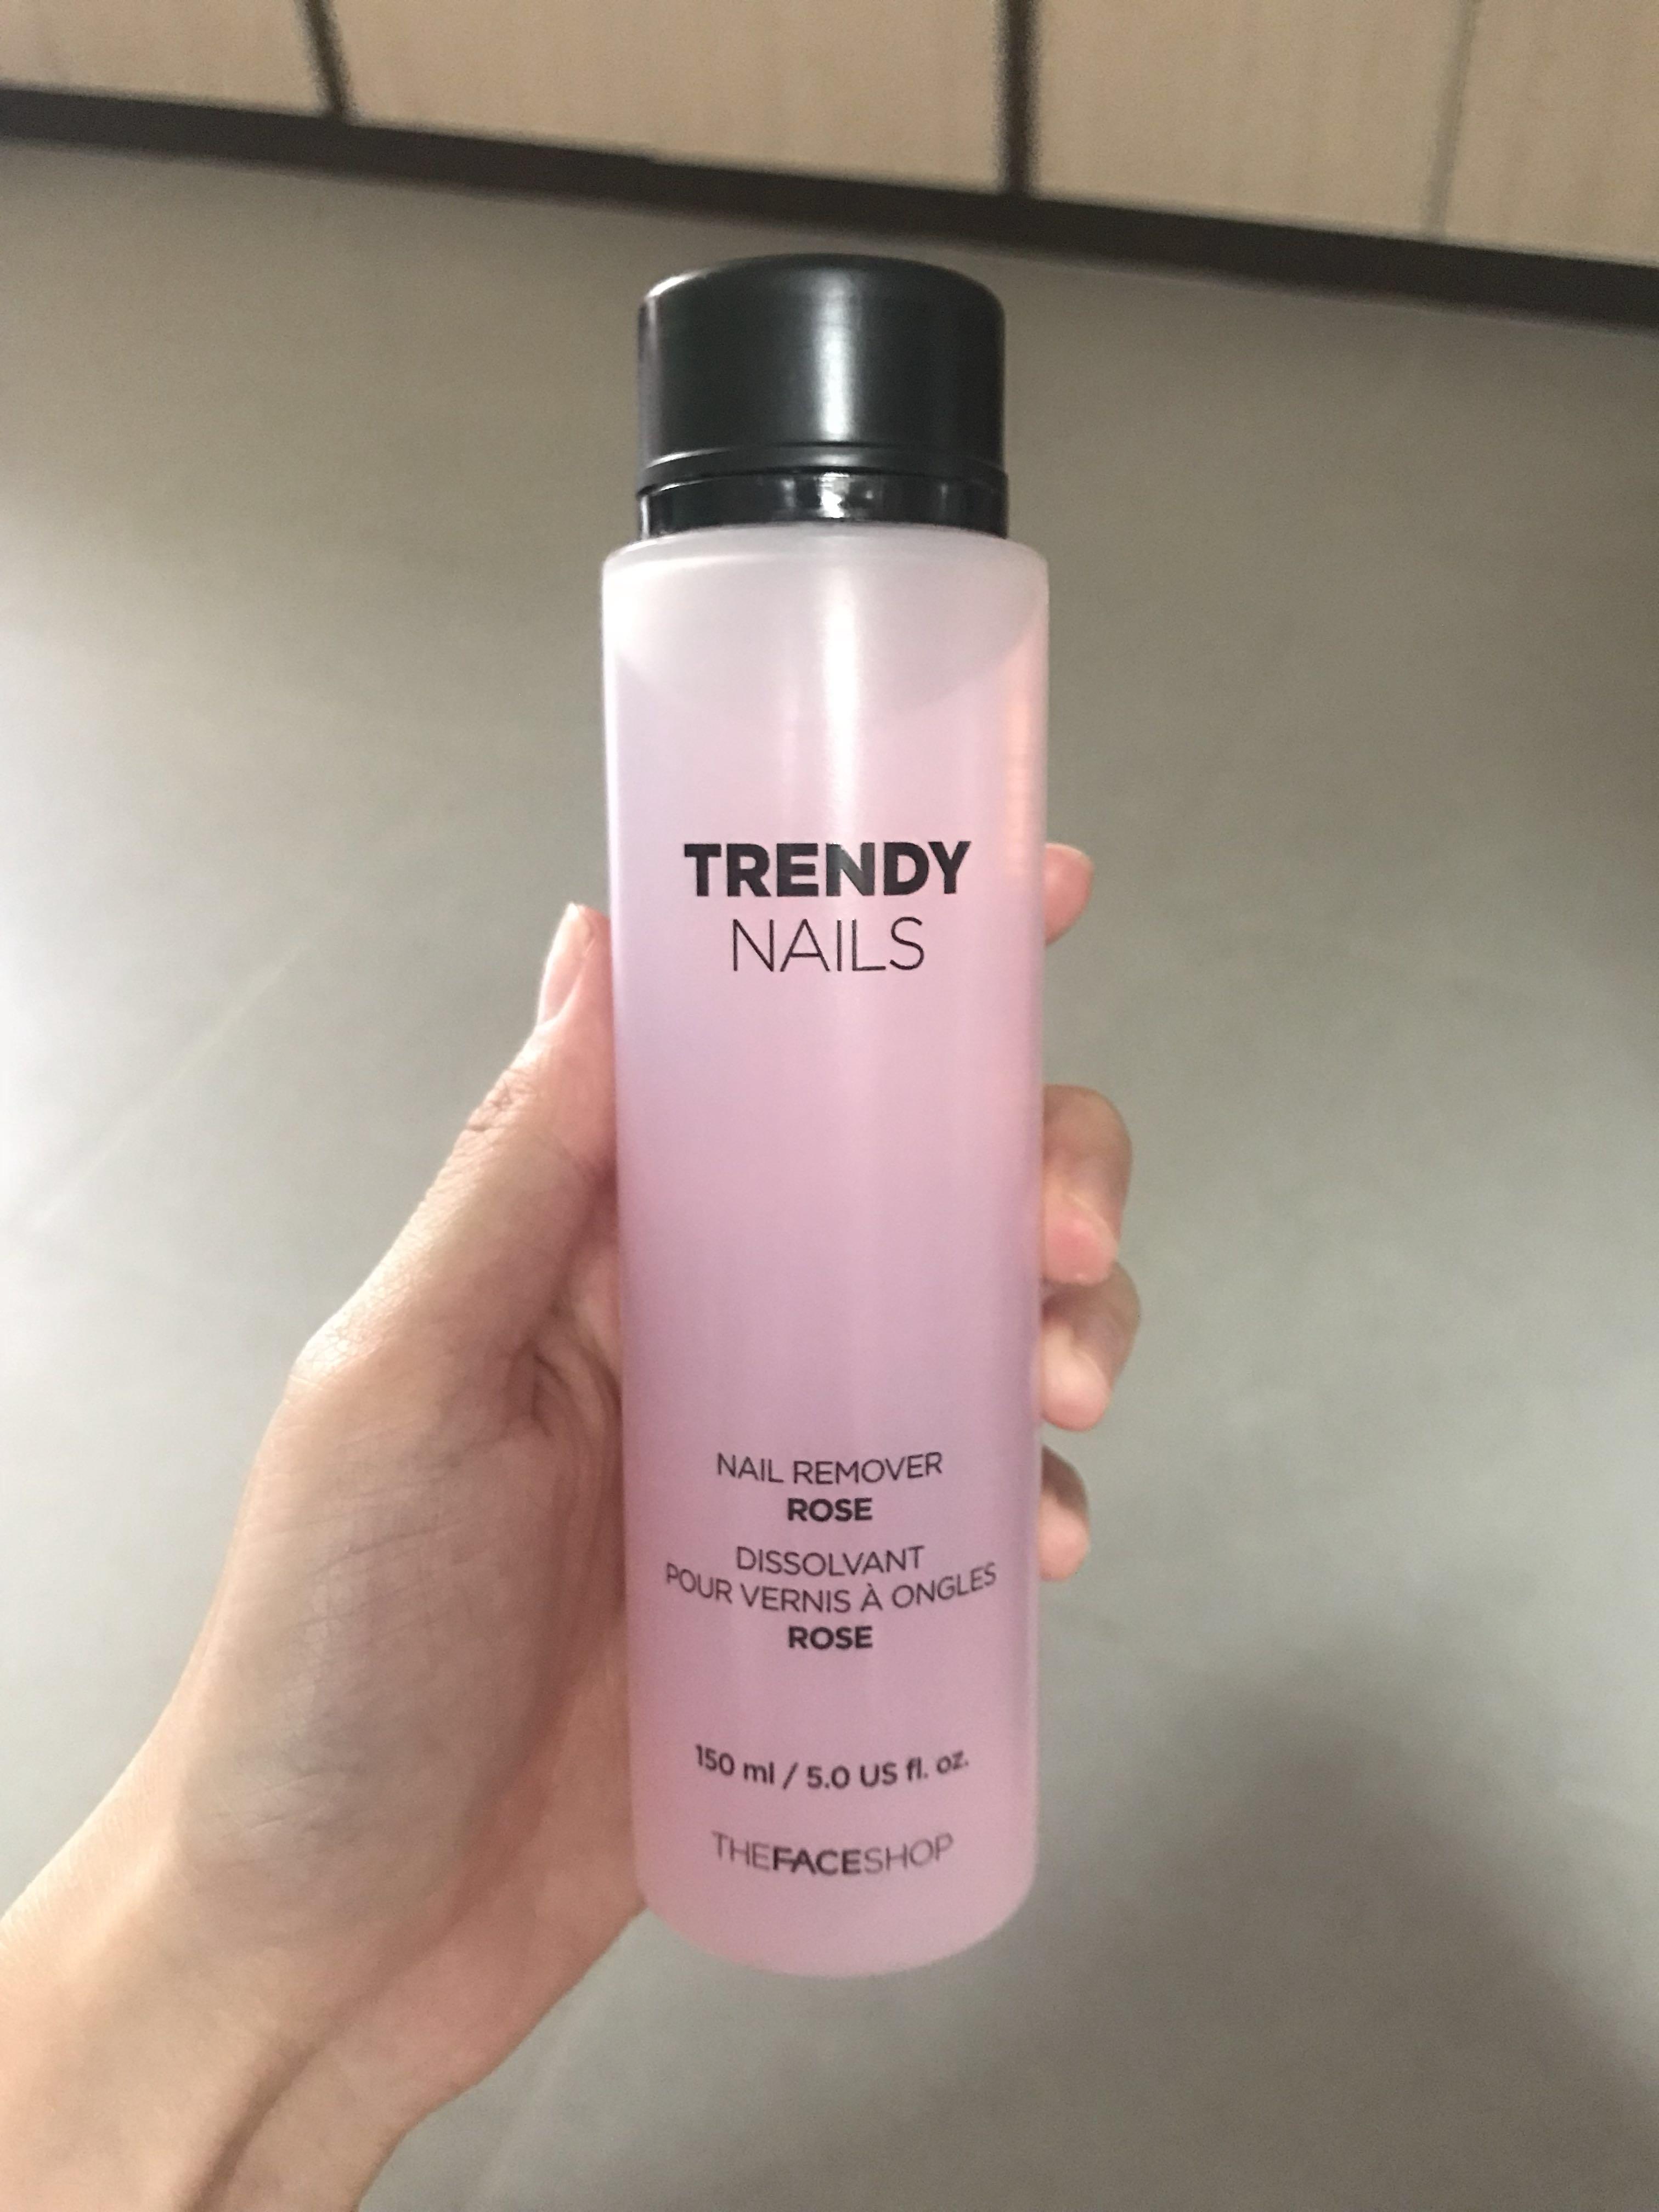 TRENDY
NAILS
NAIL REMOVER
ROSE
DISSOLVANT
POUR VERNIS À ONGLES
ROSE
150 ml / 5.0 US fl. oz.
THEFACESHOP